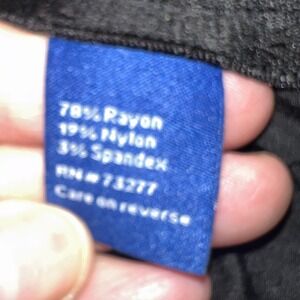 78% Rayon
19% Nylon
3% Spandex
RN# 73277
Care on reverse